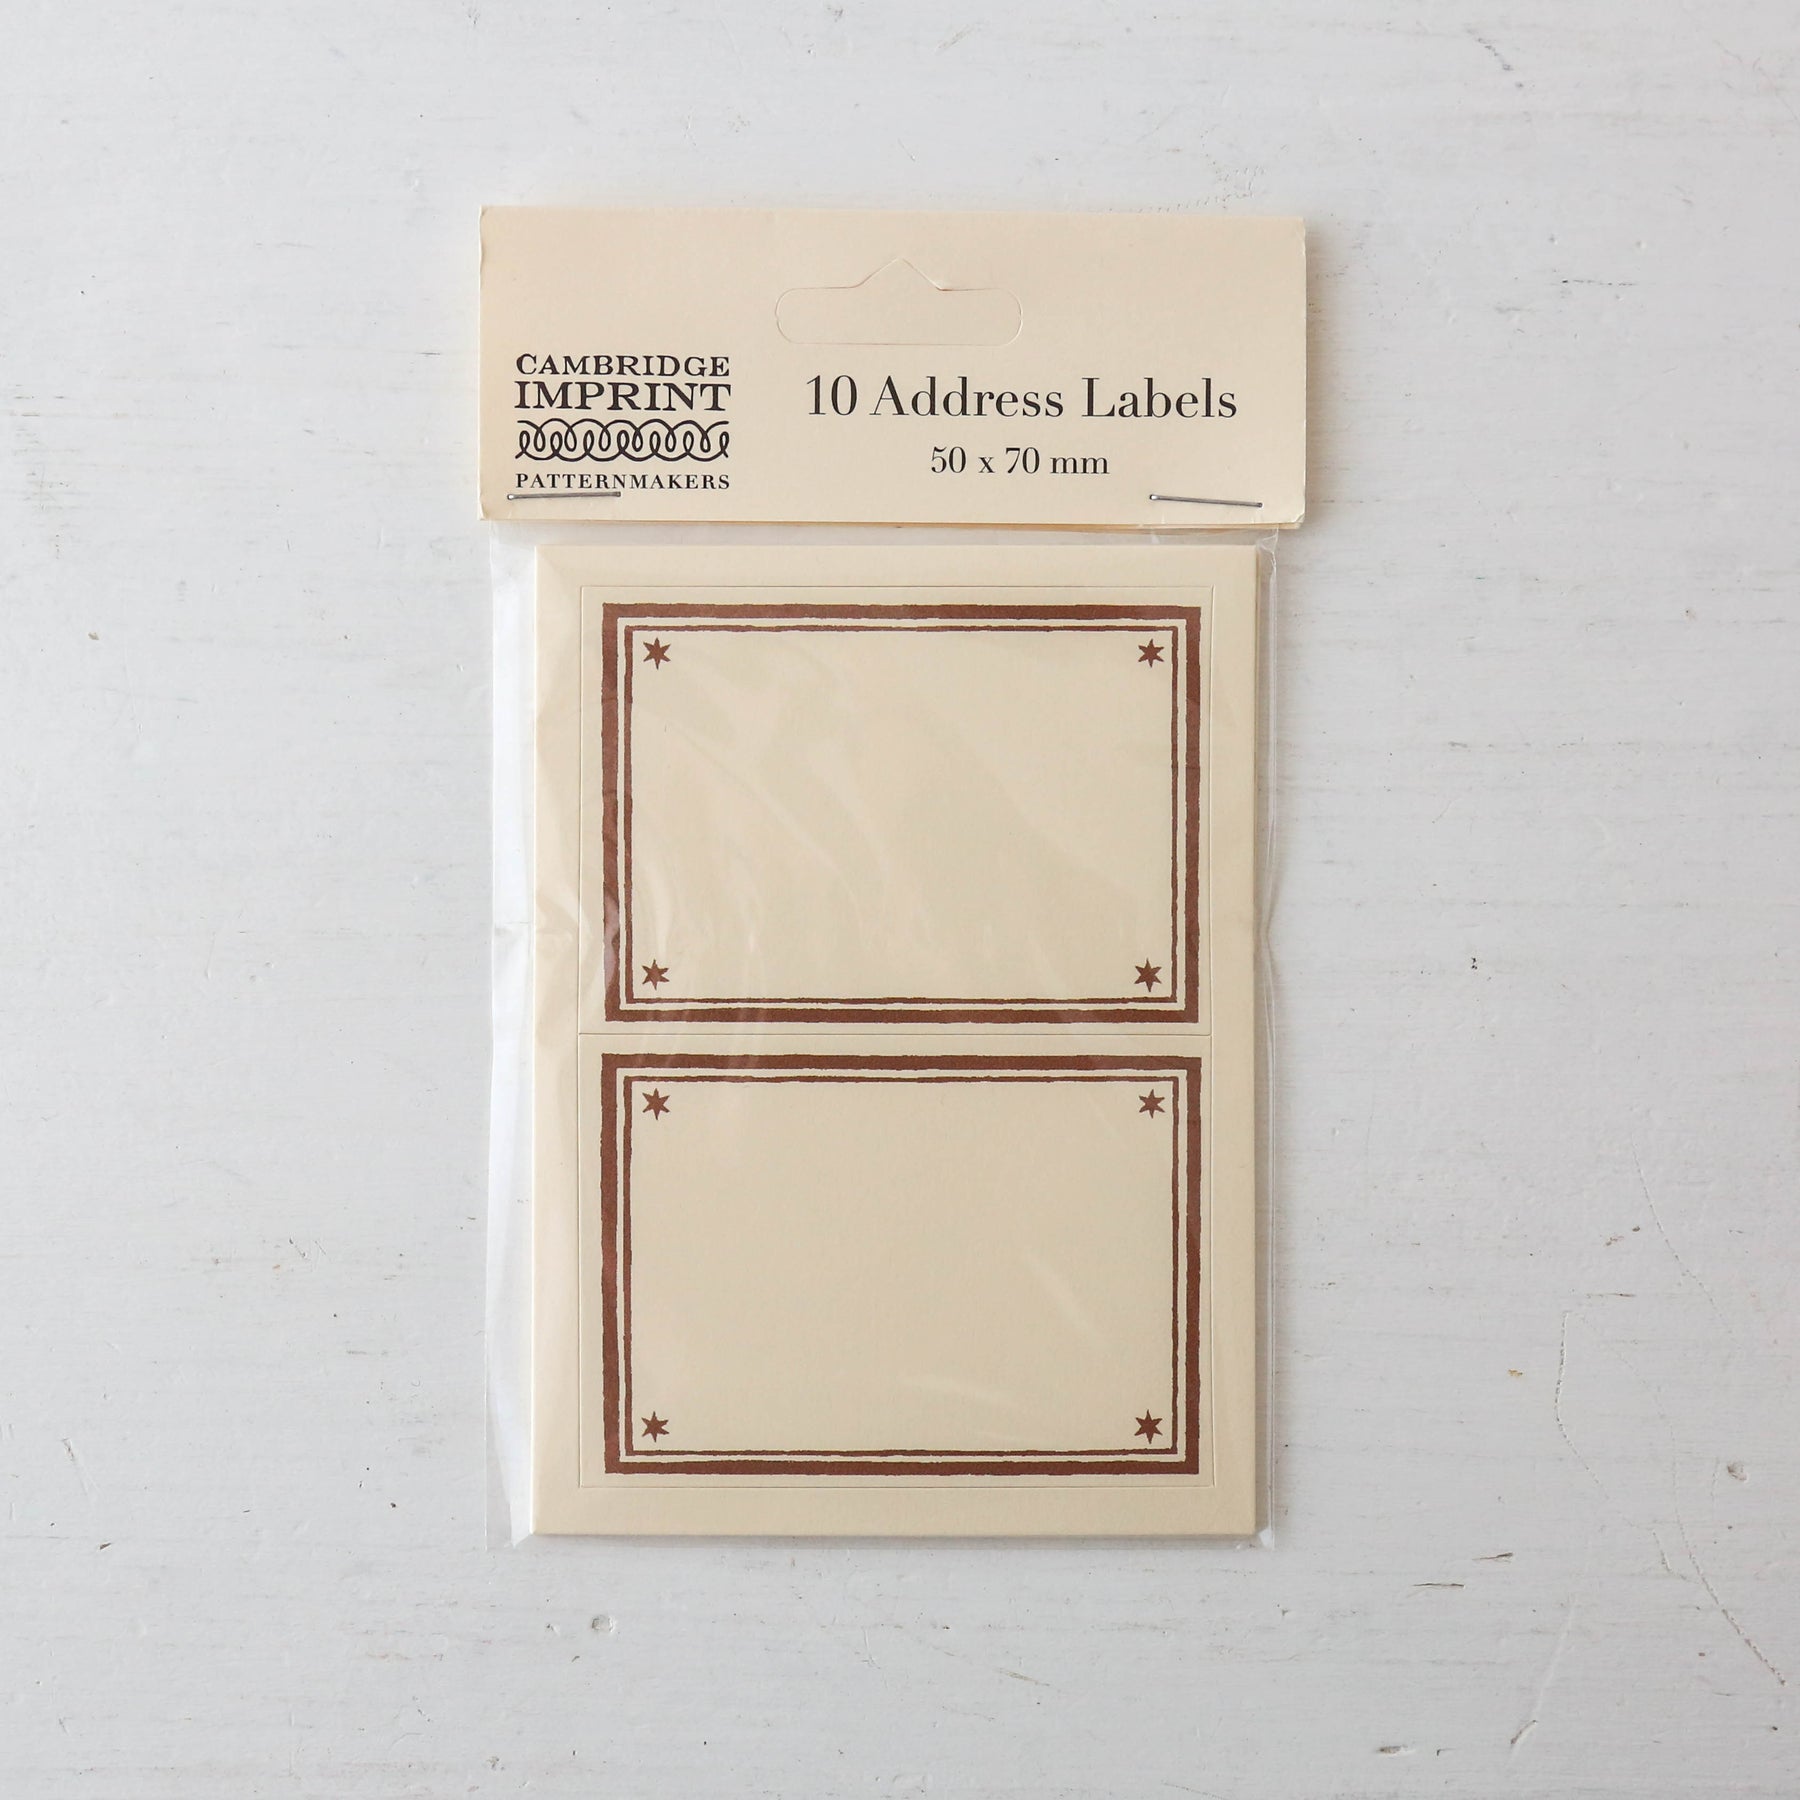 CAMBRIDGE
IMPRINT
PATTERNMAKERS
10 Address Labels
50 x 70 mm